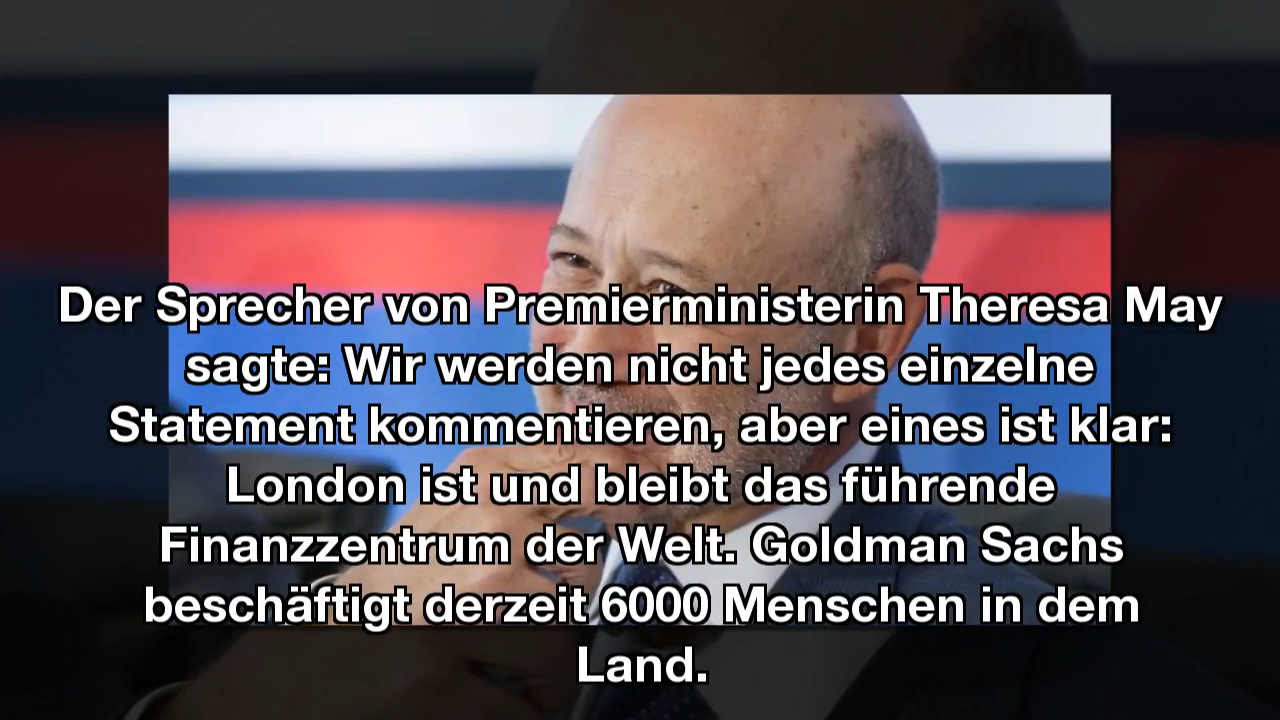 Der Sprecher von Premierministerin Theresa May
sagte: Wir werden nicht jedes einzelne
Statement kommentieren, aber eines ist klar:
London ist und bleibt das führende
Finanzzentrum der Welt. Goldman Sachs
beschäftigt derzeit 6000 Menschen in dem
Land.